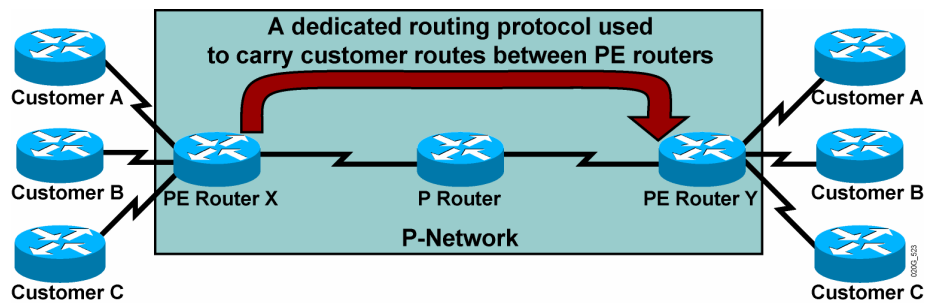 A dedicated routing protocol used
to carry customer routes between PE routers
Customer A
Customer A
Customer B
PE Router X
P Router
PE Router Y
Customer B
P-Network
Customer C
Customer C
020G_523